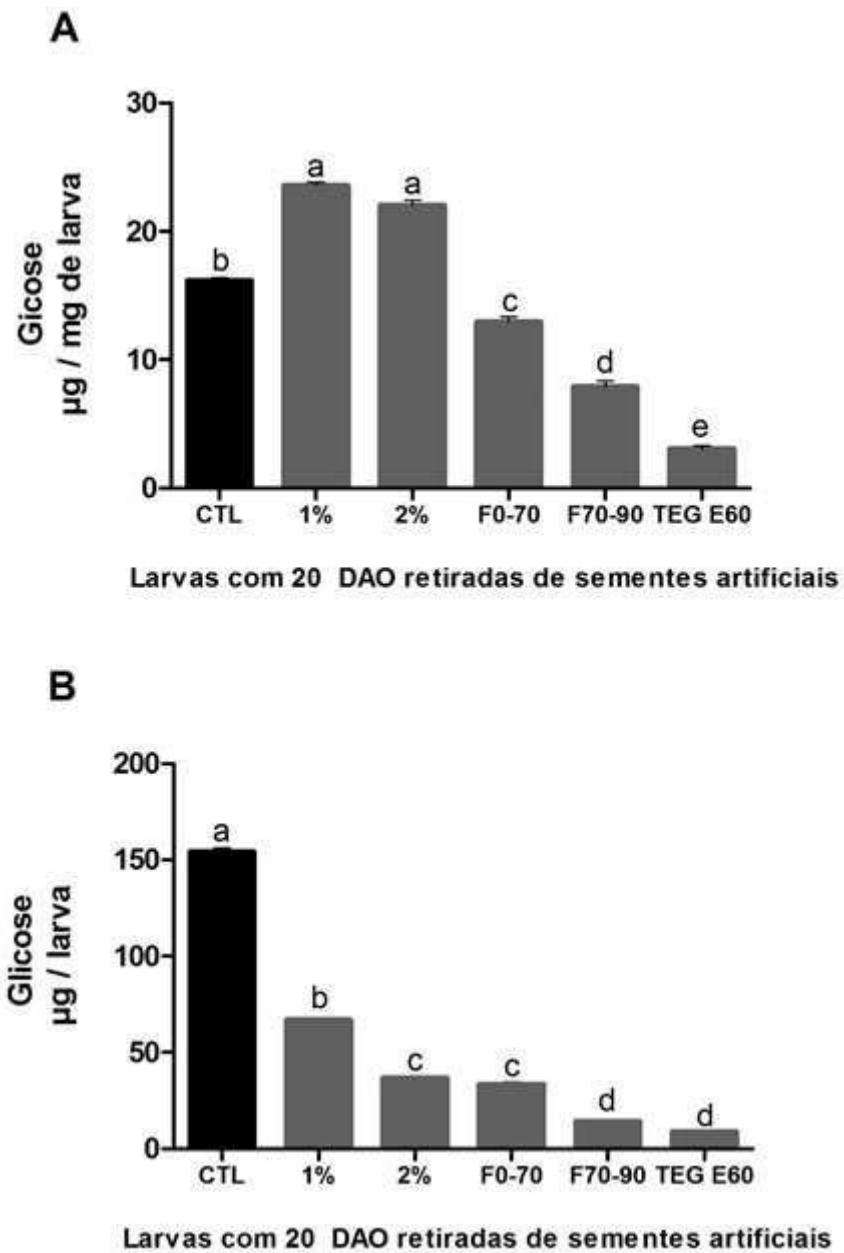 A
30
20
10
0
Gicose
µg / mg de larva
b
a
a
c
d
e
CTL 1% 2% F0-70 F70-90 TEG E60
Larvas com 20 DAO retiradas de sementes artificiais
B
200
150
100
50
0
Glicose
µg / larva
a
b
c
c
d
d
CTL 1% 2% F0-70 F70-90 TEG E60
Larvas com 20 DAO retiradas de sementes artificiais